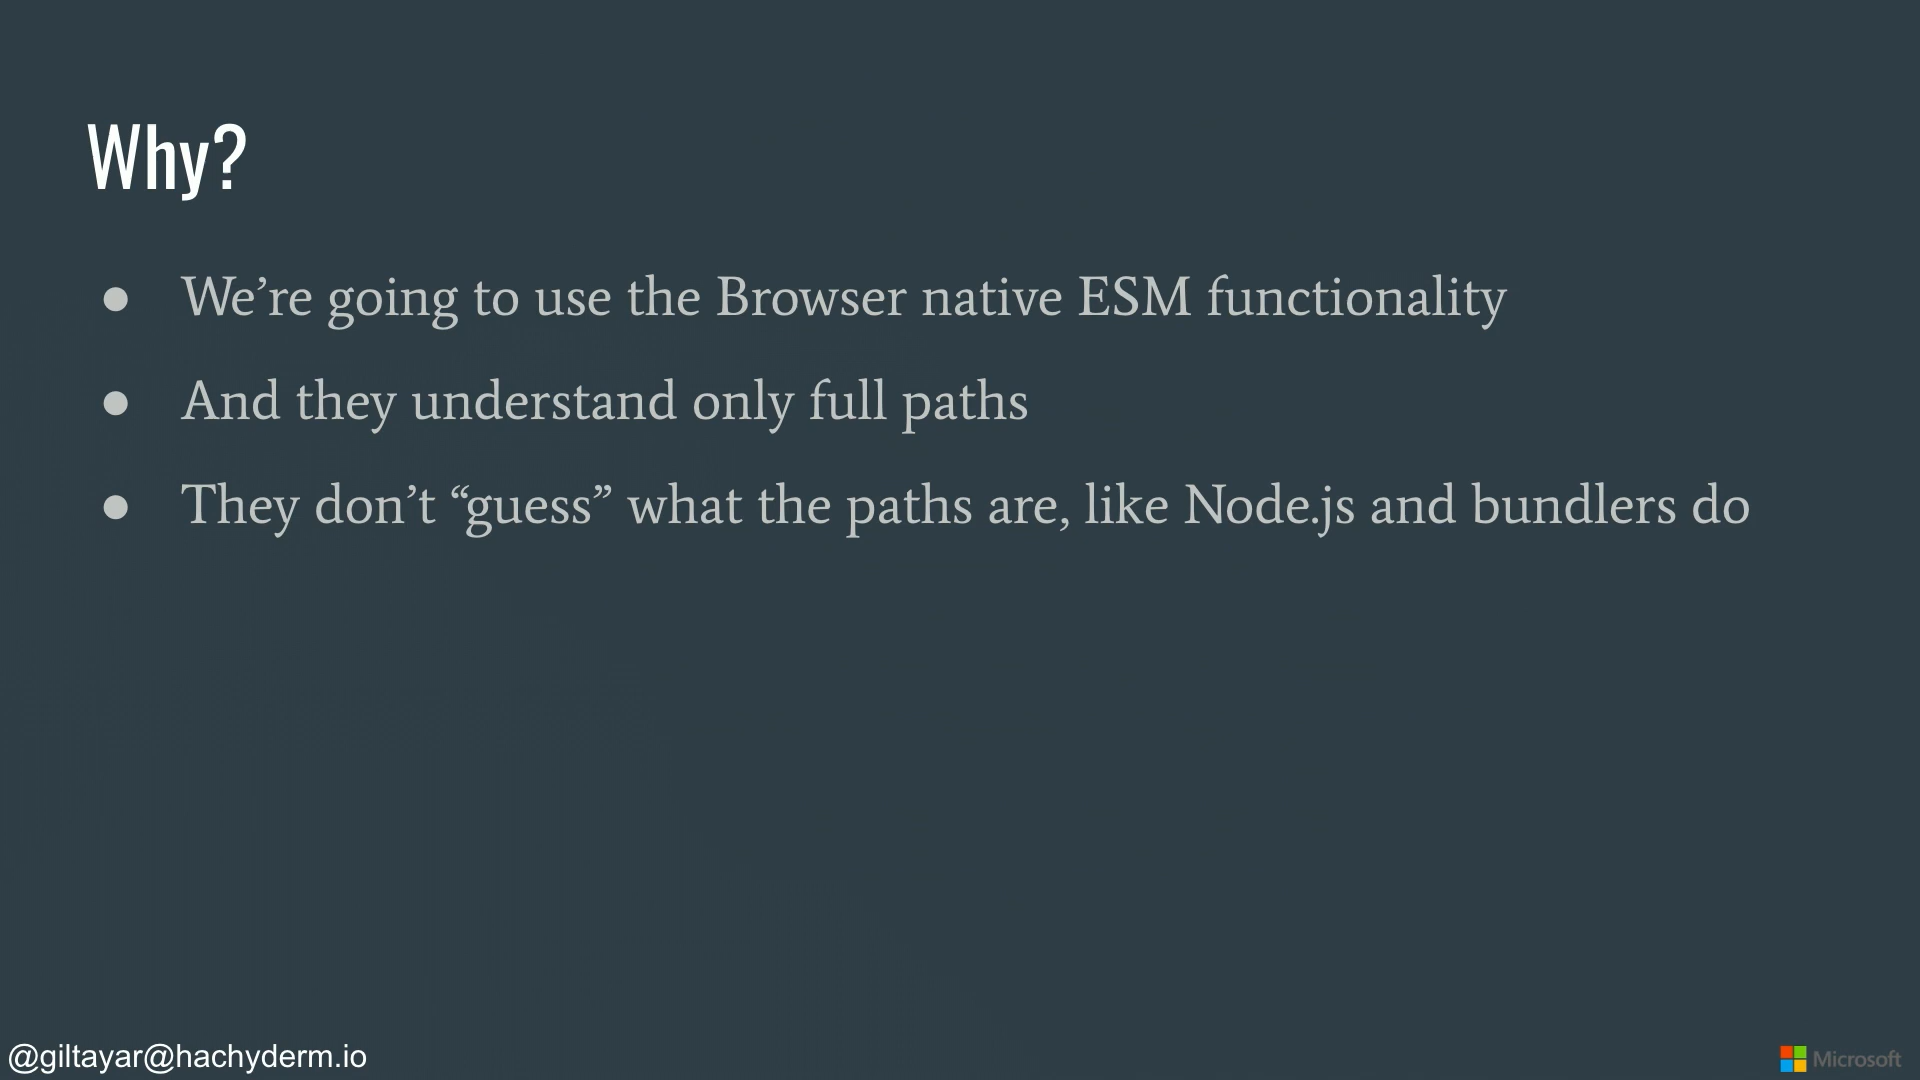 Why?
● We’re going to use the Browser native ESM functionality
● And they understand only full paths
● They don’t “guess” what the paths are, like Node.js and bundlers do
@giltayar@hachyderm.io
Microsoft